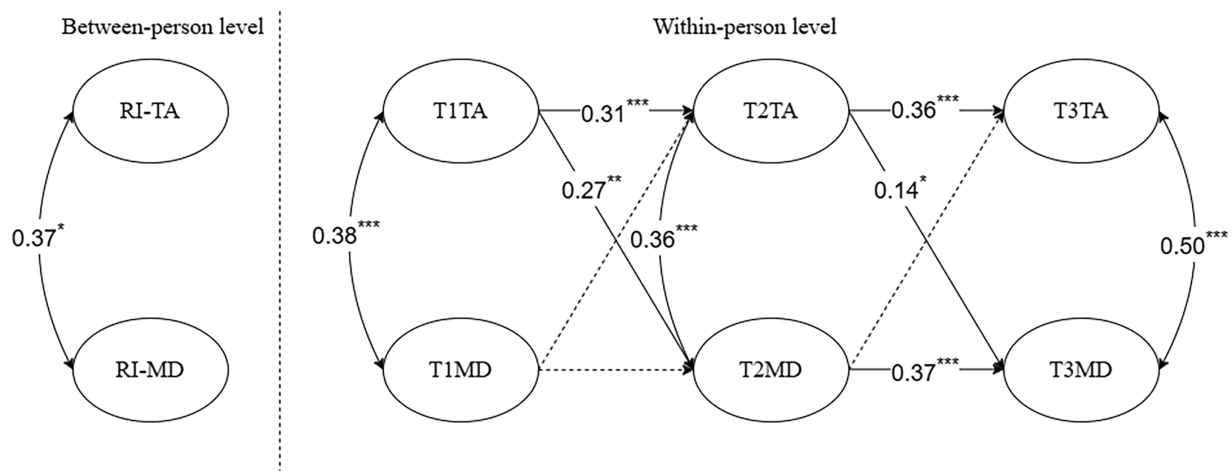 Between-person level
Within-person level
RI-TA
T1TA
0.31***
T2TA
0.36***
T3TA
0.27**
0.14*
0.37*
0.38***
0.36***
0.50***
RI-MD
T1MD
T2MD
0.37***
T3MD